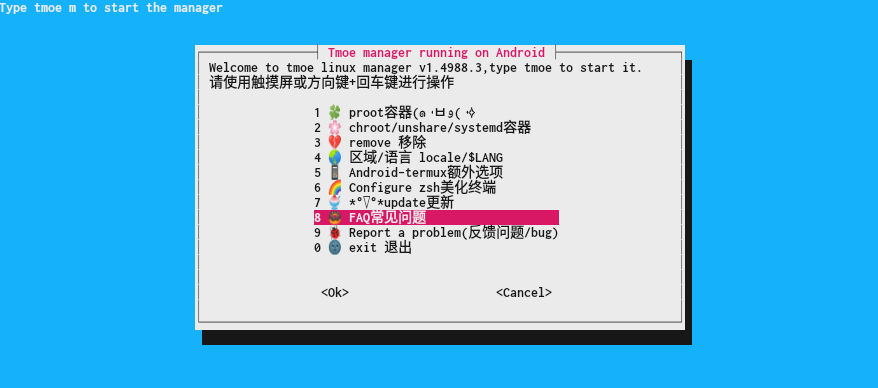 Type tmoe m to start the manager
Tmoe manager running on Android
Welcome to tmoe linux manager v1.4988.3,type tmoe to start it.
请使用触摸屏或方向键+回车键进行操作
1 🍀 proot容器(ฅ・ㅂจ( ✧
2 🌸 chroot/unshare/systemd容器
3 💔 remove 移除
4 🌏 区域/语言 locale/$LANG
5 📱 Android-termux额外选项
6 🌈 Configure zsh美化终端
7 🍧 *°▽°*update更新
8 🍩 FAQ常见问题
9 🐞 Report a problem(反馈问题/bug)
0 🌚 exit 退出
<Ok> <Cancel>